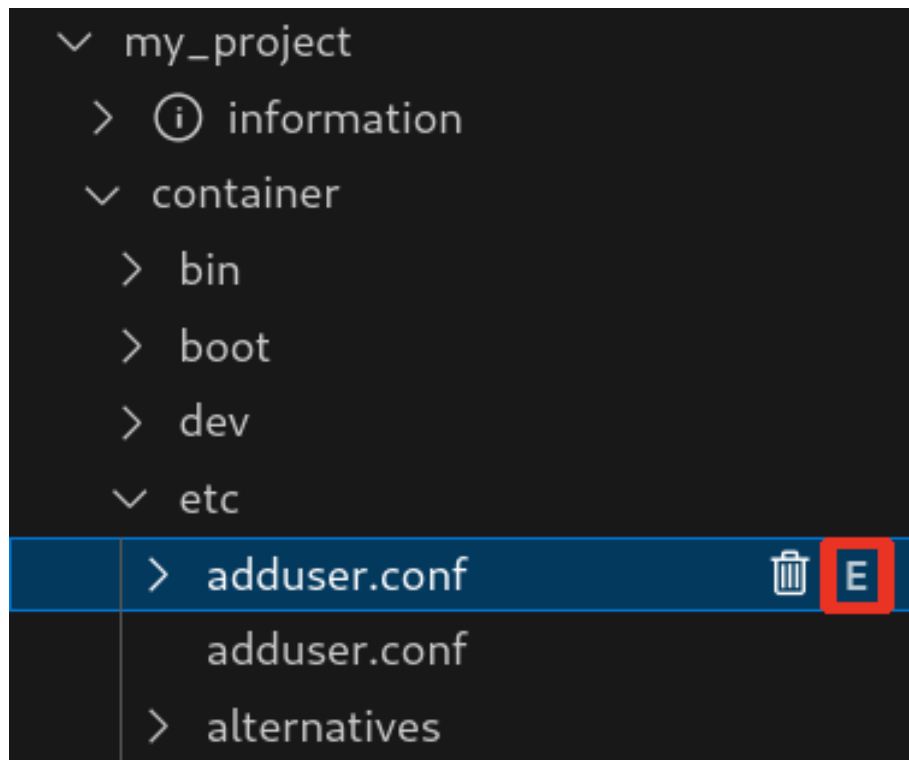 my_project
information
container
bin
boot
dev
etc
adduser.conf E
adduser.conf
alternatives